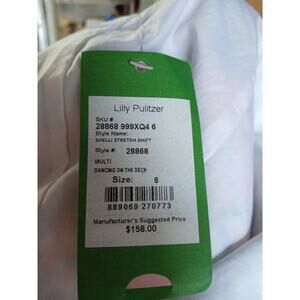 Lilly Pulitzer
SKU #:
28868 999XQ4 6
Style Name:
SHELLI STRETCH SHIFT
Style #: 28868
MULTI
DANCING ON THE DECK
Size: 6
889069 270773
Manufacturer's Suggested Price
$158.00